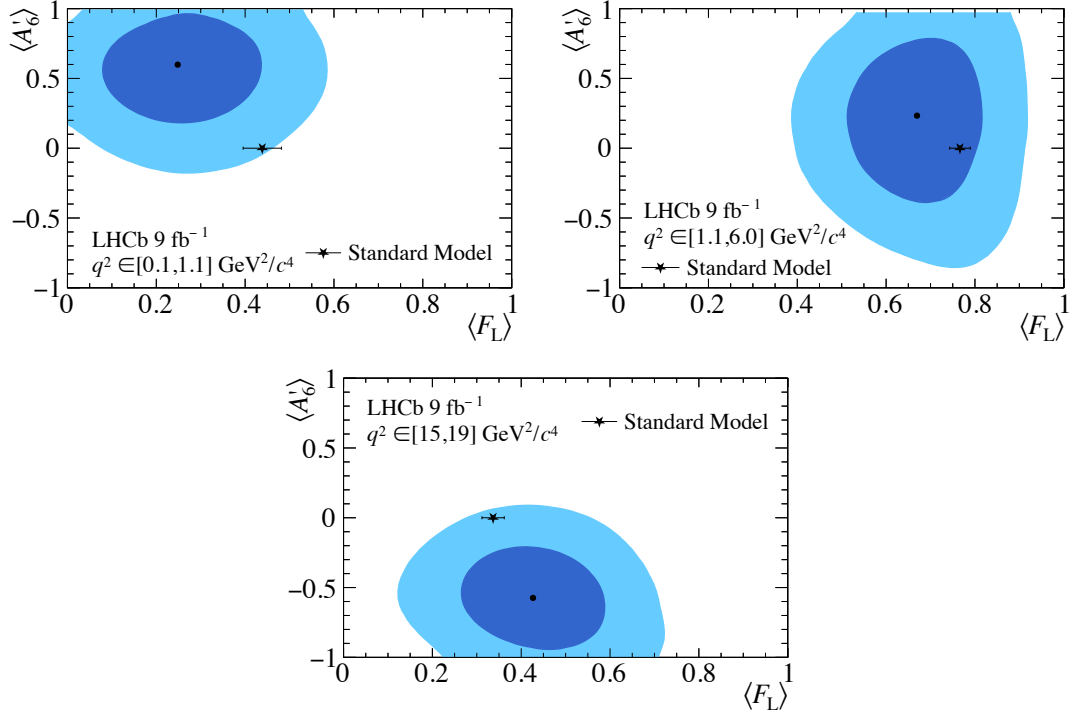 ⟨A'₆⟩
1
0.5
0
−0.5
−1
LHCb 9 fb⁻¹
q² ∈[0.1,1.1] GeV²/c⁴
Standard Model
0 0.2 0.4 0.6 0.8 1
⟨F_L⟩
⟨A'₆⟩
1
0.5
0
−0.5
−1
LHCb 9 fb⁻¹
q² ∈[1.1,6.0] GeV²/c⁴
Standard Model
0 0.2 0.4 0.6 0.8 1
⟨F_L⟩
⟨A'₆⟩
1
0.5
0
−0.5
−1
LHCb 9 fb⁻¹
q² ∈[15,19] GeV²/c⁴
Standard Model
0 0.2 0.4 0.6 0.8 1
⟨F_L⟩